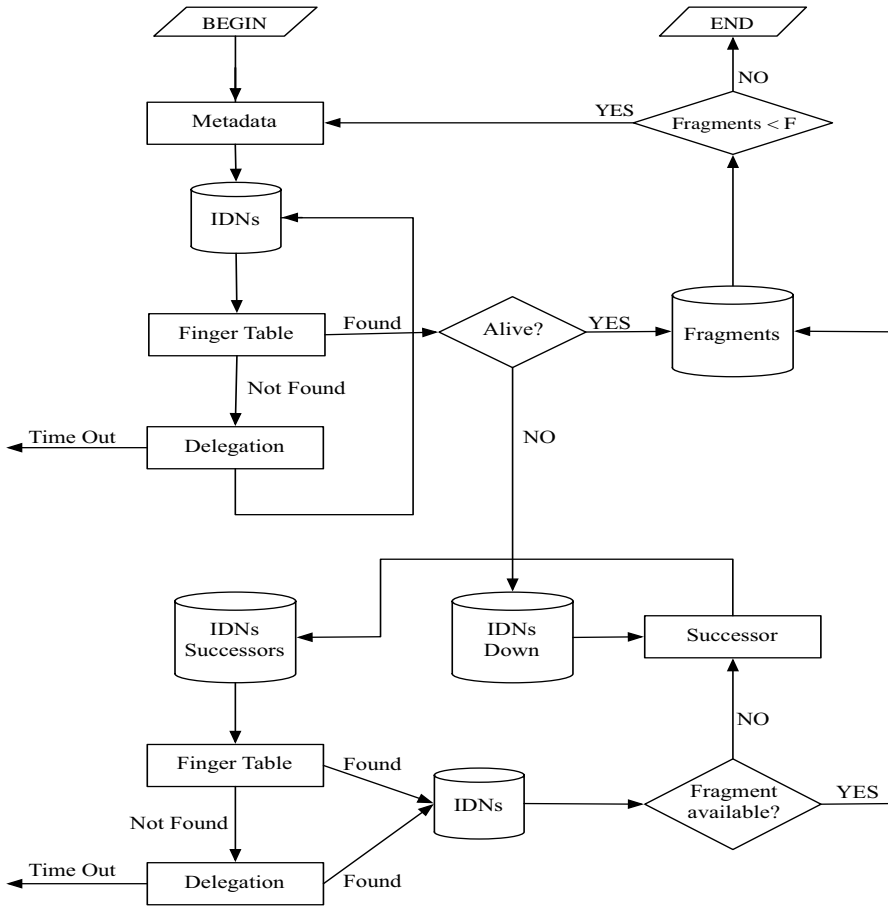 BEGIN
END
NO
YES
Metadata
Fragments < F
IDNs
Finger Table
Found
Alive?
YES
Fragments
Not Found
NO
Time Out
Delegation
IDNs
Successors
IDNs
Down
Successor
NO
Finger Table
Found
IDNs
Fragment
available?
YES
Not Found
Time Out
Delegation
Found